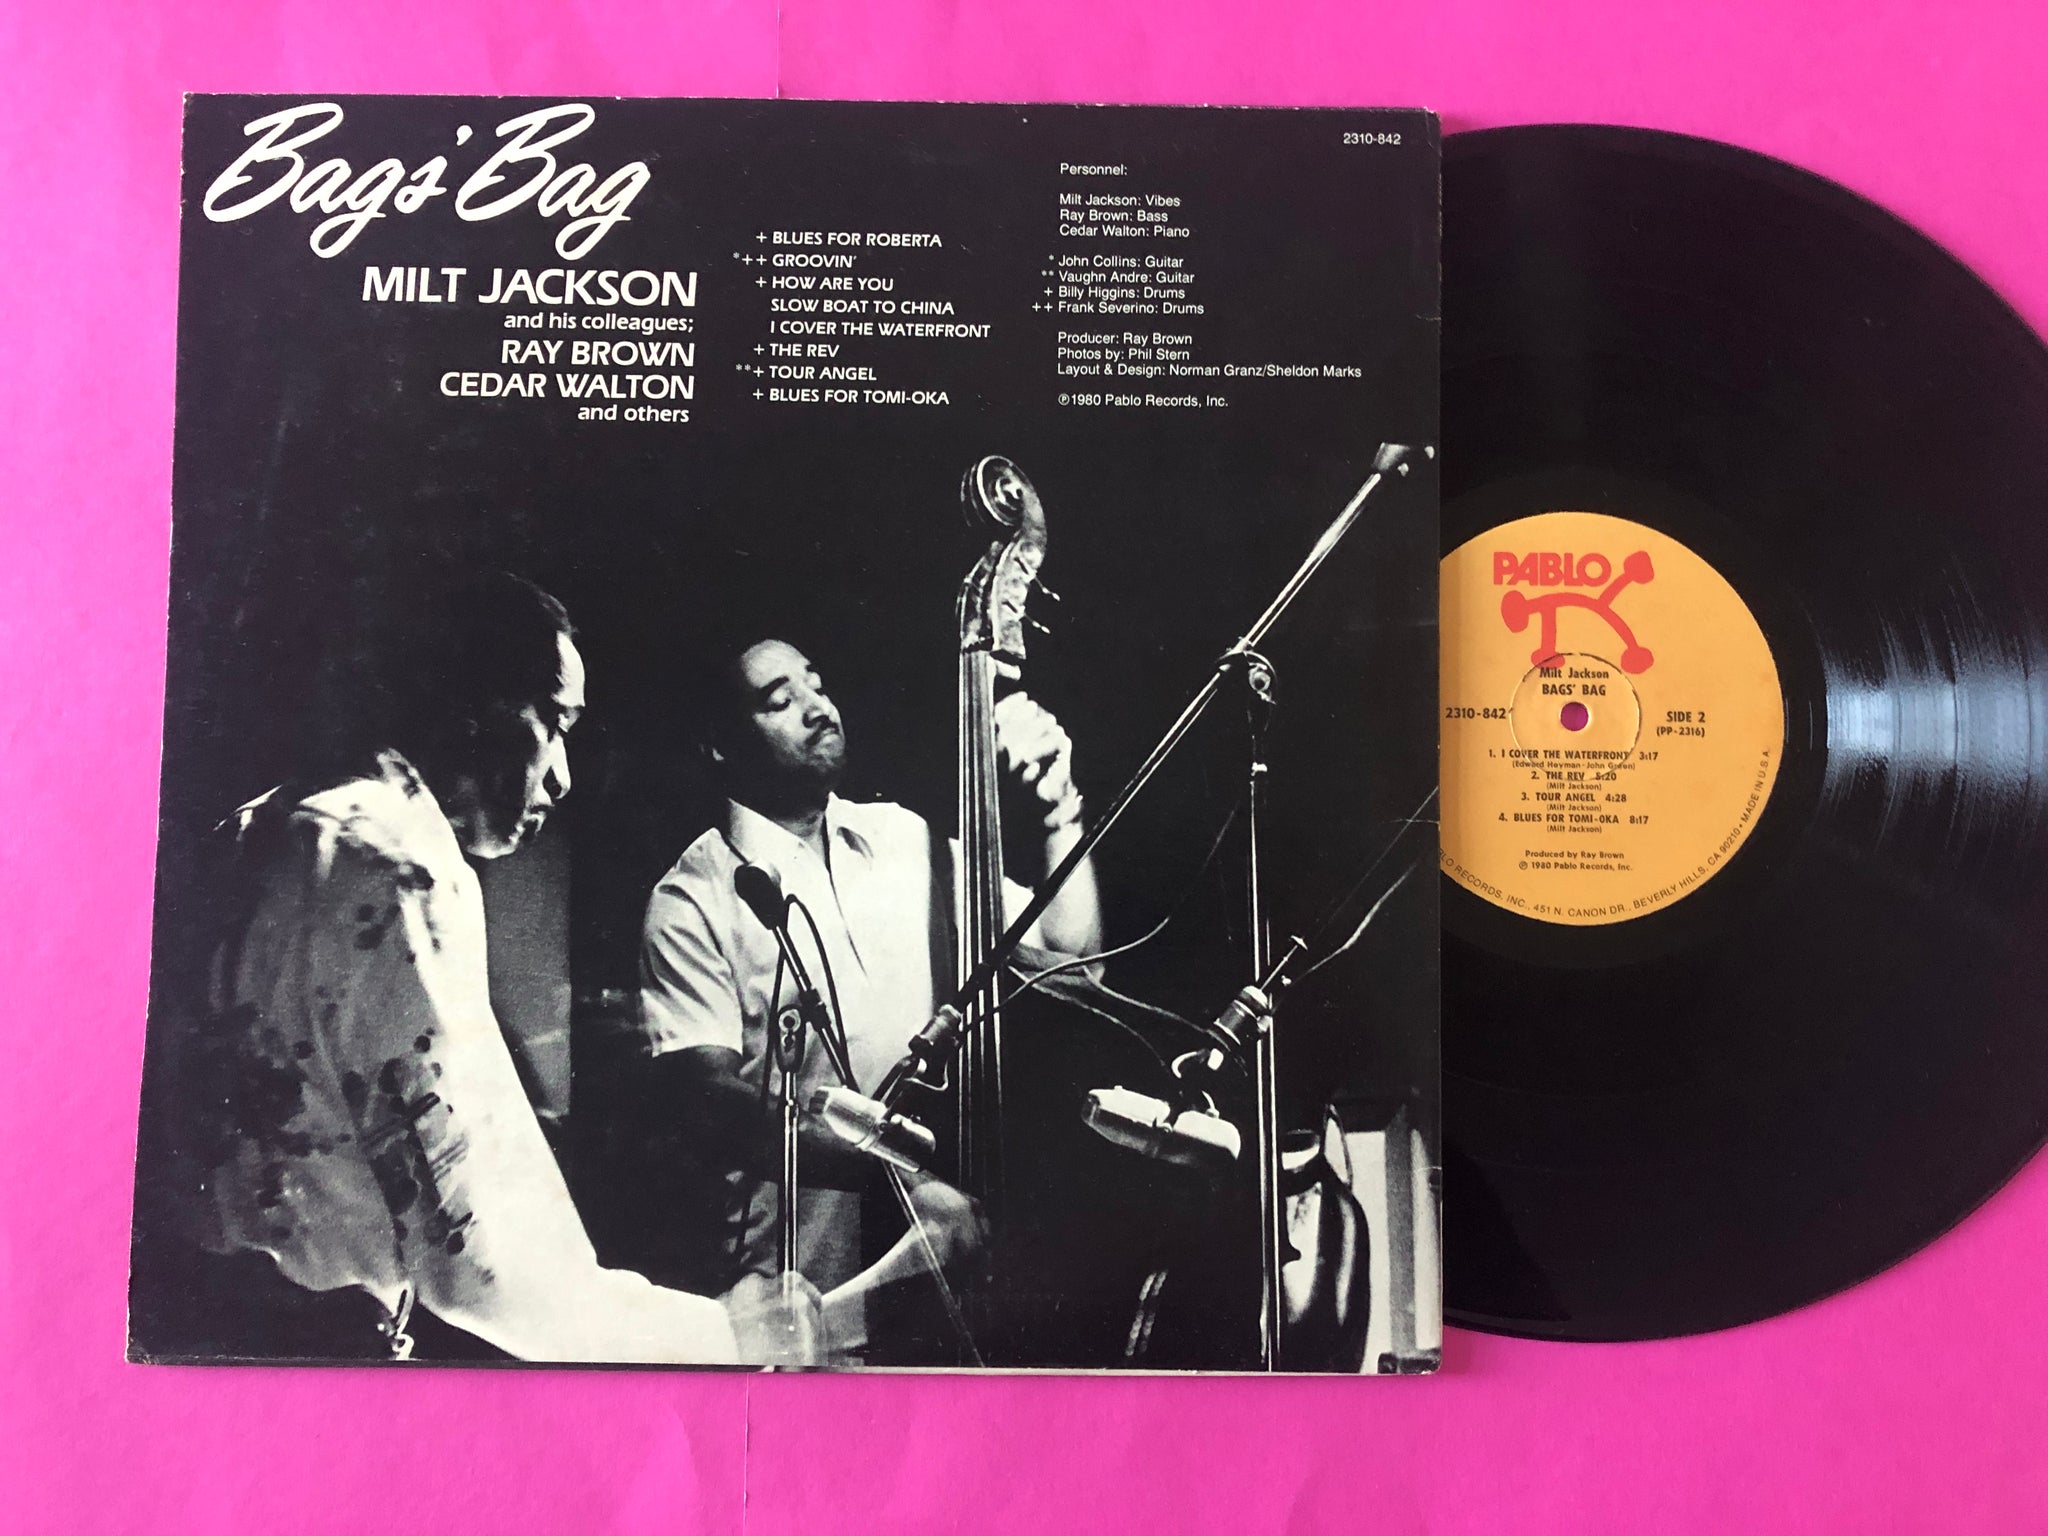 Bags' Bag
MILT JACKSON
and his colleagues;
RAY BROWN
CEDAR WALTON
and others
+ BLUES FOR ROBERTA
*++ GROOVIN'
+ HOW ARE YOU
SLOW BOAT TO CHINA
I COVER THE WATERFRONT
+ THE REV
**+ TOUR ANGEL
+ BLUES FOR TOMI-OKA
2310-842
Personnel:
Milt Jackson: Vibes
Ray Brown: Bass
Cedar Walton: Piano
* John Collins: Guitar
** Vaughn Andre: Guitar
+ Billy Higgins: Drums
++ Frank Severino: Drums
Producer: Ray Brown
Photos by: Phil Stern
Layout & Design: Norman Granz/Sheldon Marks
℗1980 Pablo Records, Inc.
PABLO
Milt Jackson
BAGS' BAG
2310-842
SIDE 2
(PP-2316)
1. I COVER THE WATERFRONT 3:17
(Edward Heyman-John Green)
2. THE REV 5:20
(Milt Jackson)
3. TOUR ANGEL 4:28
(Milt Jackson)
4. BLUES FOR TOMI-OKA 8:17
(Milt Jackson)
Produced by Ray Brown
℗ 1980 Pablo Records, Inc.
LO RECORDS, INC., 451 N. CANON DR., BEVERLY HILLS, CA 90210 • MADE IN U.S.A.